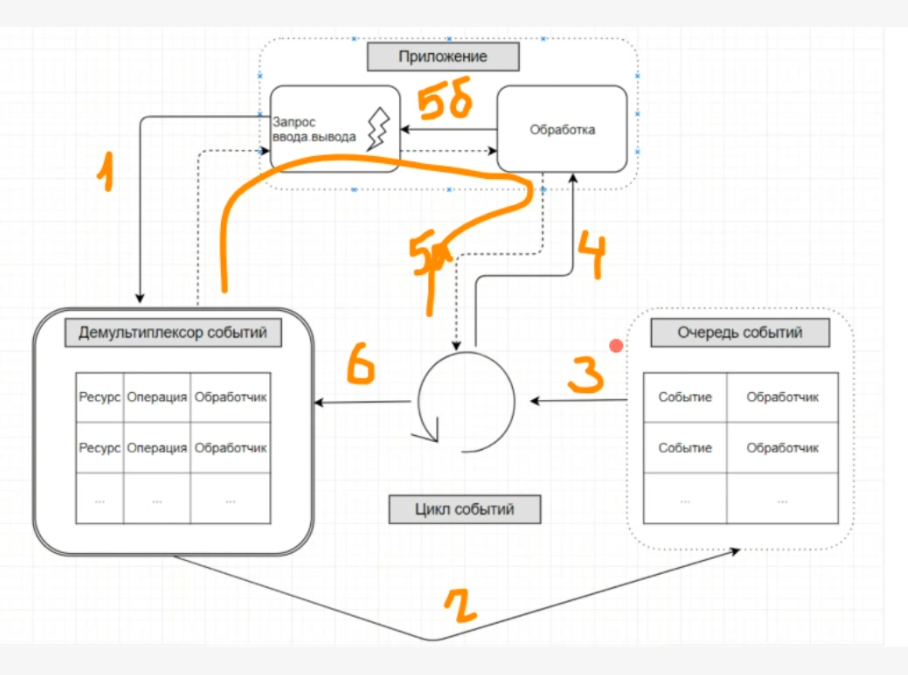 Приложение
5б
Запрос
ввода.вывода
Обработка
1
5а
4
Демультиплексор событий
Очередь событий
6
3
Ресурс Операция Обработчик
Событие Обработчик
Ресурс Операция Обработчик
Событие Обработчик
... ... ...
... ...
Цикл событий
2